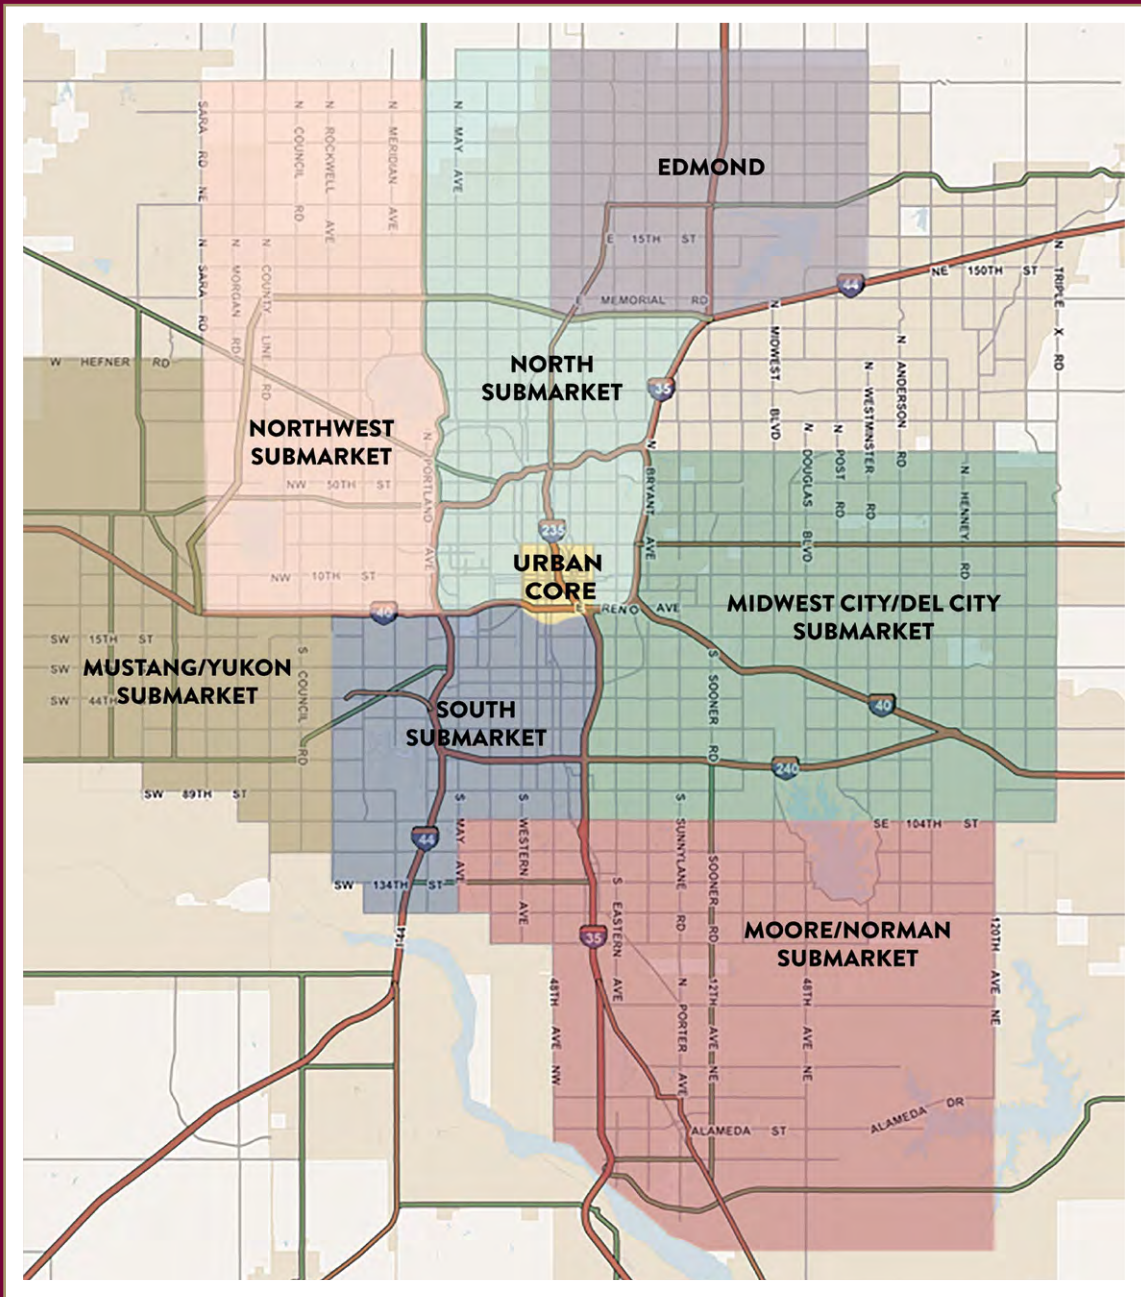 SARA RD NE
N COUNCIL RD
N ROCKWELL AVE
N MERIDIAN AVE
N MAY AVE
EDMOND
E 15TH ST
N SARA RD
N MORGAN RD
N COUNTY LINE RD
NE 150TH ST
N TRIPLE X RD
44
E MEMORIAL RD
N MIDWEST BLVD
W HEFNER RD
NORTH
SUBMARKET
35
N ANDERSON RD
N WESTMINSTER RD
N DOUGLAS BLVD
N POST RD
N HENNEY RD
NORTHWEST
SUBMARKET
N PORTLAND AVE
N BRYANT AVE
NW 50TH ST
235
URBAN
CORE
NW 10TH ST
40
E RENO AVE
MIDWEST CITY/DEL CITY
SUBMARKET
SW 15TH ST
SW
MUSTANG/YUKON
SUBMARKET
SW 44TH
S COUNCIL RD
S SOONER RD
SOUTH
SUBMARKET
40
240
SW 89TH ST
S MAY AVE
S WESTERN AVE
S SUNNYLANE RD
SE 104TH ST
44
SW 134TH ST
S EASTERN AVE
SOONER RD
MOORE/NORMAN
SUBMARKET
35
I-44
120TH AVE NE
48TH AVE NW
N PORTER AVE
12TH AVE NE
48TH AVE NE
ALAMEDA ST
ALAMEDA DR